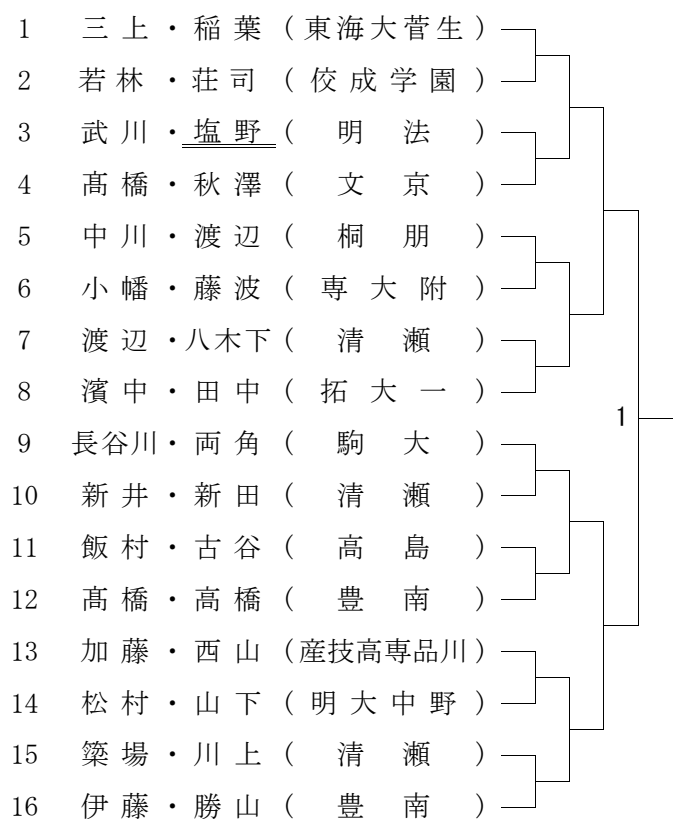 1 三上・稲葉(東海大菅生)
2 若林・荘司(佼成学園)
3 武川・塩野(明法)
4 髙橋・秋澤(文京)
5 中川・渡辺(桐朋)
6 小幡・藤波(専大附)
7 渡辺・八木下(清瀬)
8 濱中・田中(拓大一)
1
9 長谷川・両角(駒大)
10 新井・新田(清瀬)
11 飯村・古谷(高島)
12 髙橋・高橋(豊南)
13 加藤・西山(産技高専品川)
14 松村・山下(明大中野)
15 簗場・川上(清瀬)
16 伊藤・勝山(豊南)